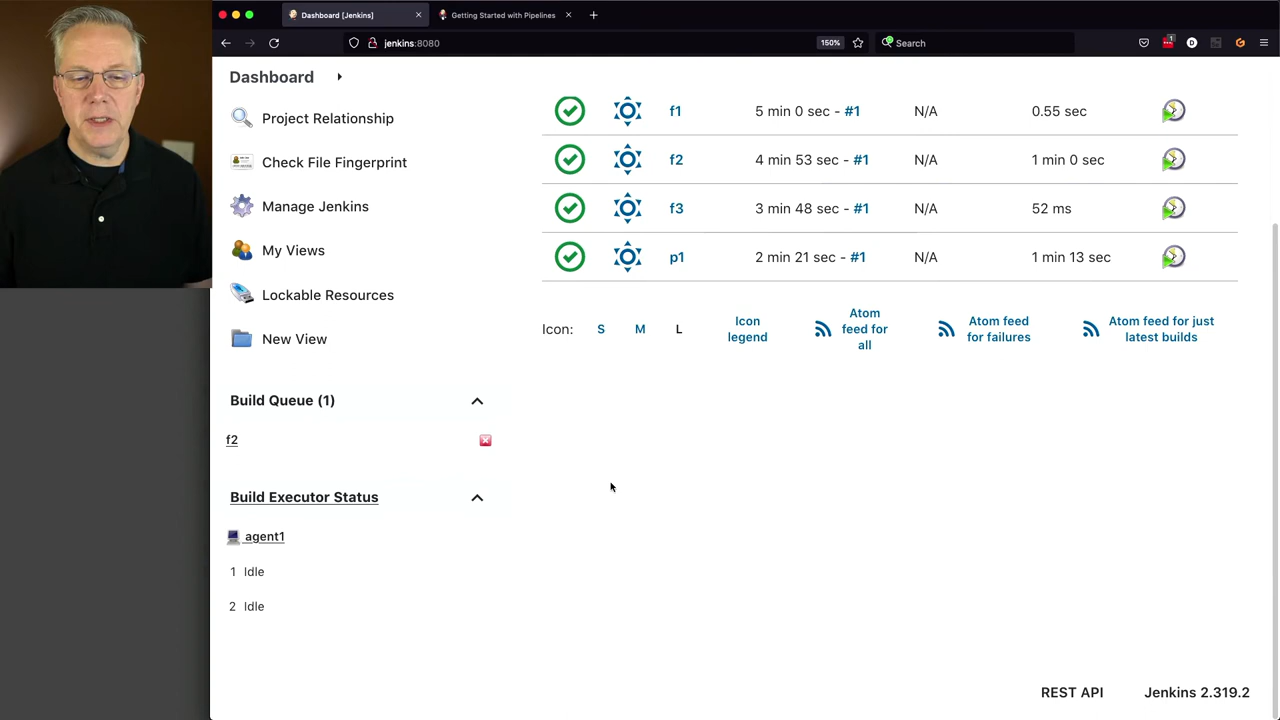 Dashboard [Jenkins]
Getting Started with Pipelines
jenkins:8080
150%
Search
1
Dashboard
Project Relationship
Check File Fingerprint
Manage Jenkins
My Views
Lockable Resources
New View
Build Queue (1)
f2
Build Executor Status
agent1
1 Idle
2 Idle
f1 5 min 0 sec - #1 N/A 0.55 sec
f2 4 min 53 sec - #1 N/A 1 min 0 sec
f3 3 min 48 sec - #1 N/A 52 ms
p1 2 min 21 sec - #1 N/A 1 min 13 sec
Icon: S M L
Icon
legend
Atom
feed for
all
Atom feed
for failures
Atom feed for just
latest builds
REST API Jenkins 2.319.2